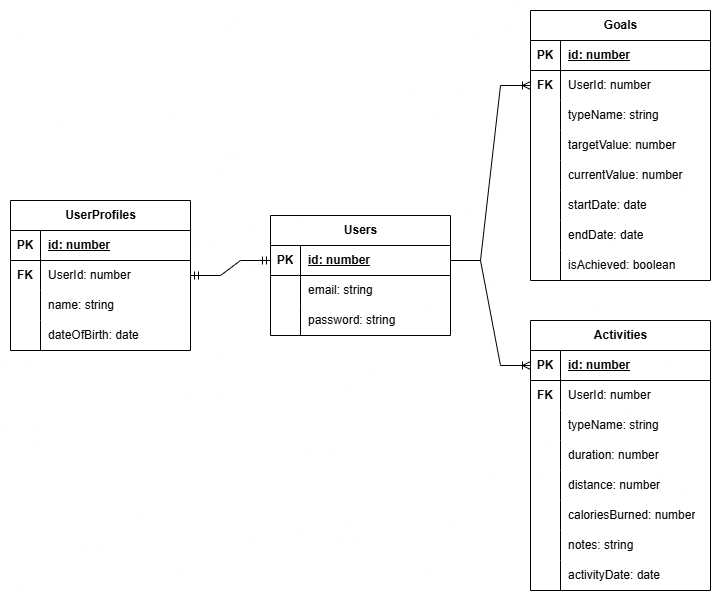 UserProfiles
PK id: number
FK UserId: number
name: string
dateOfBirth: date
Users
PK id: number
email: string
password: string
Goals
PK id: number
FK UserId: number
typeName: string
targetValue: number
currentValue: number
startDate: date
endDate: date
isAchieved: boolean
Activities
PK id: number
FK UserId: number
typeName: string
duration: number
distance: number
caloriesBurned: number
notes: string
activityDate: date